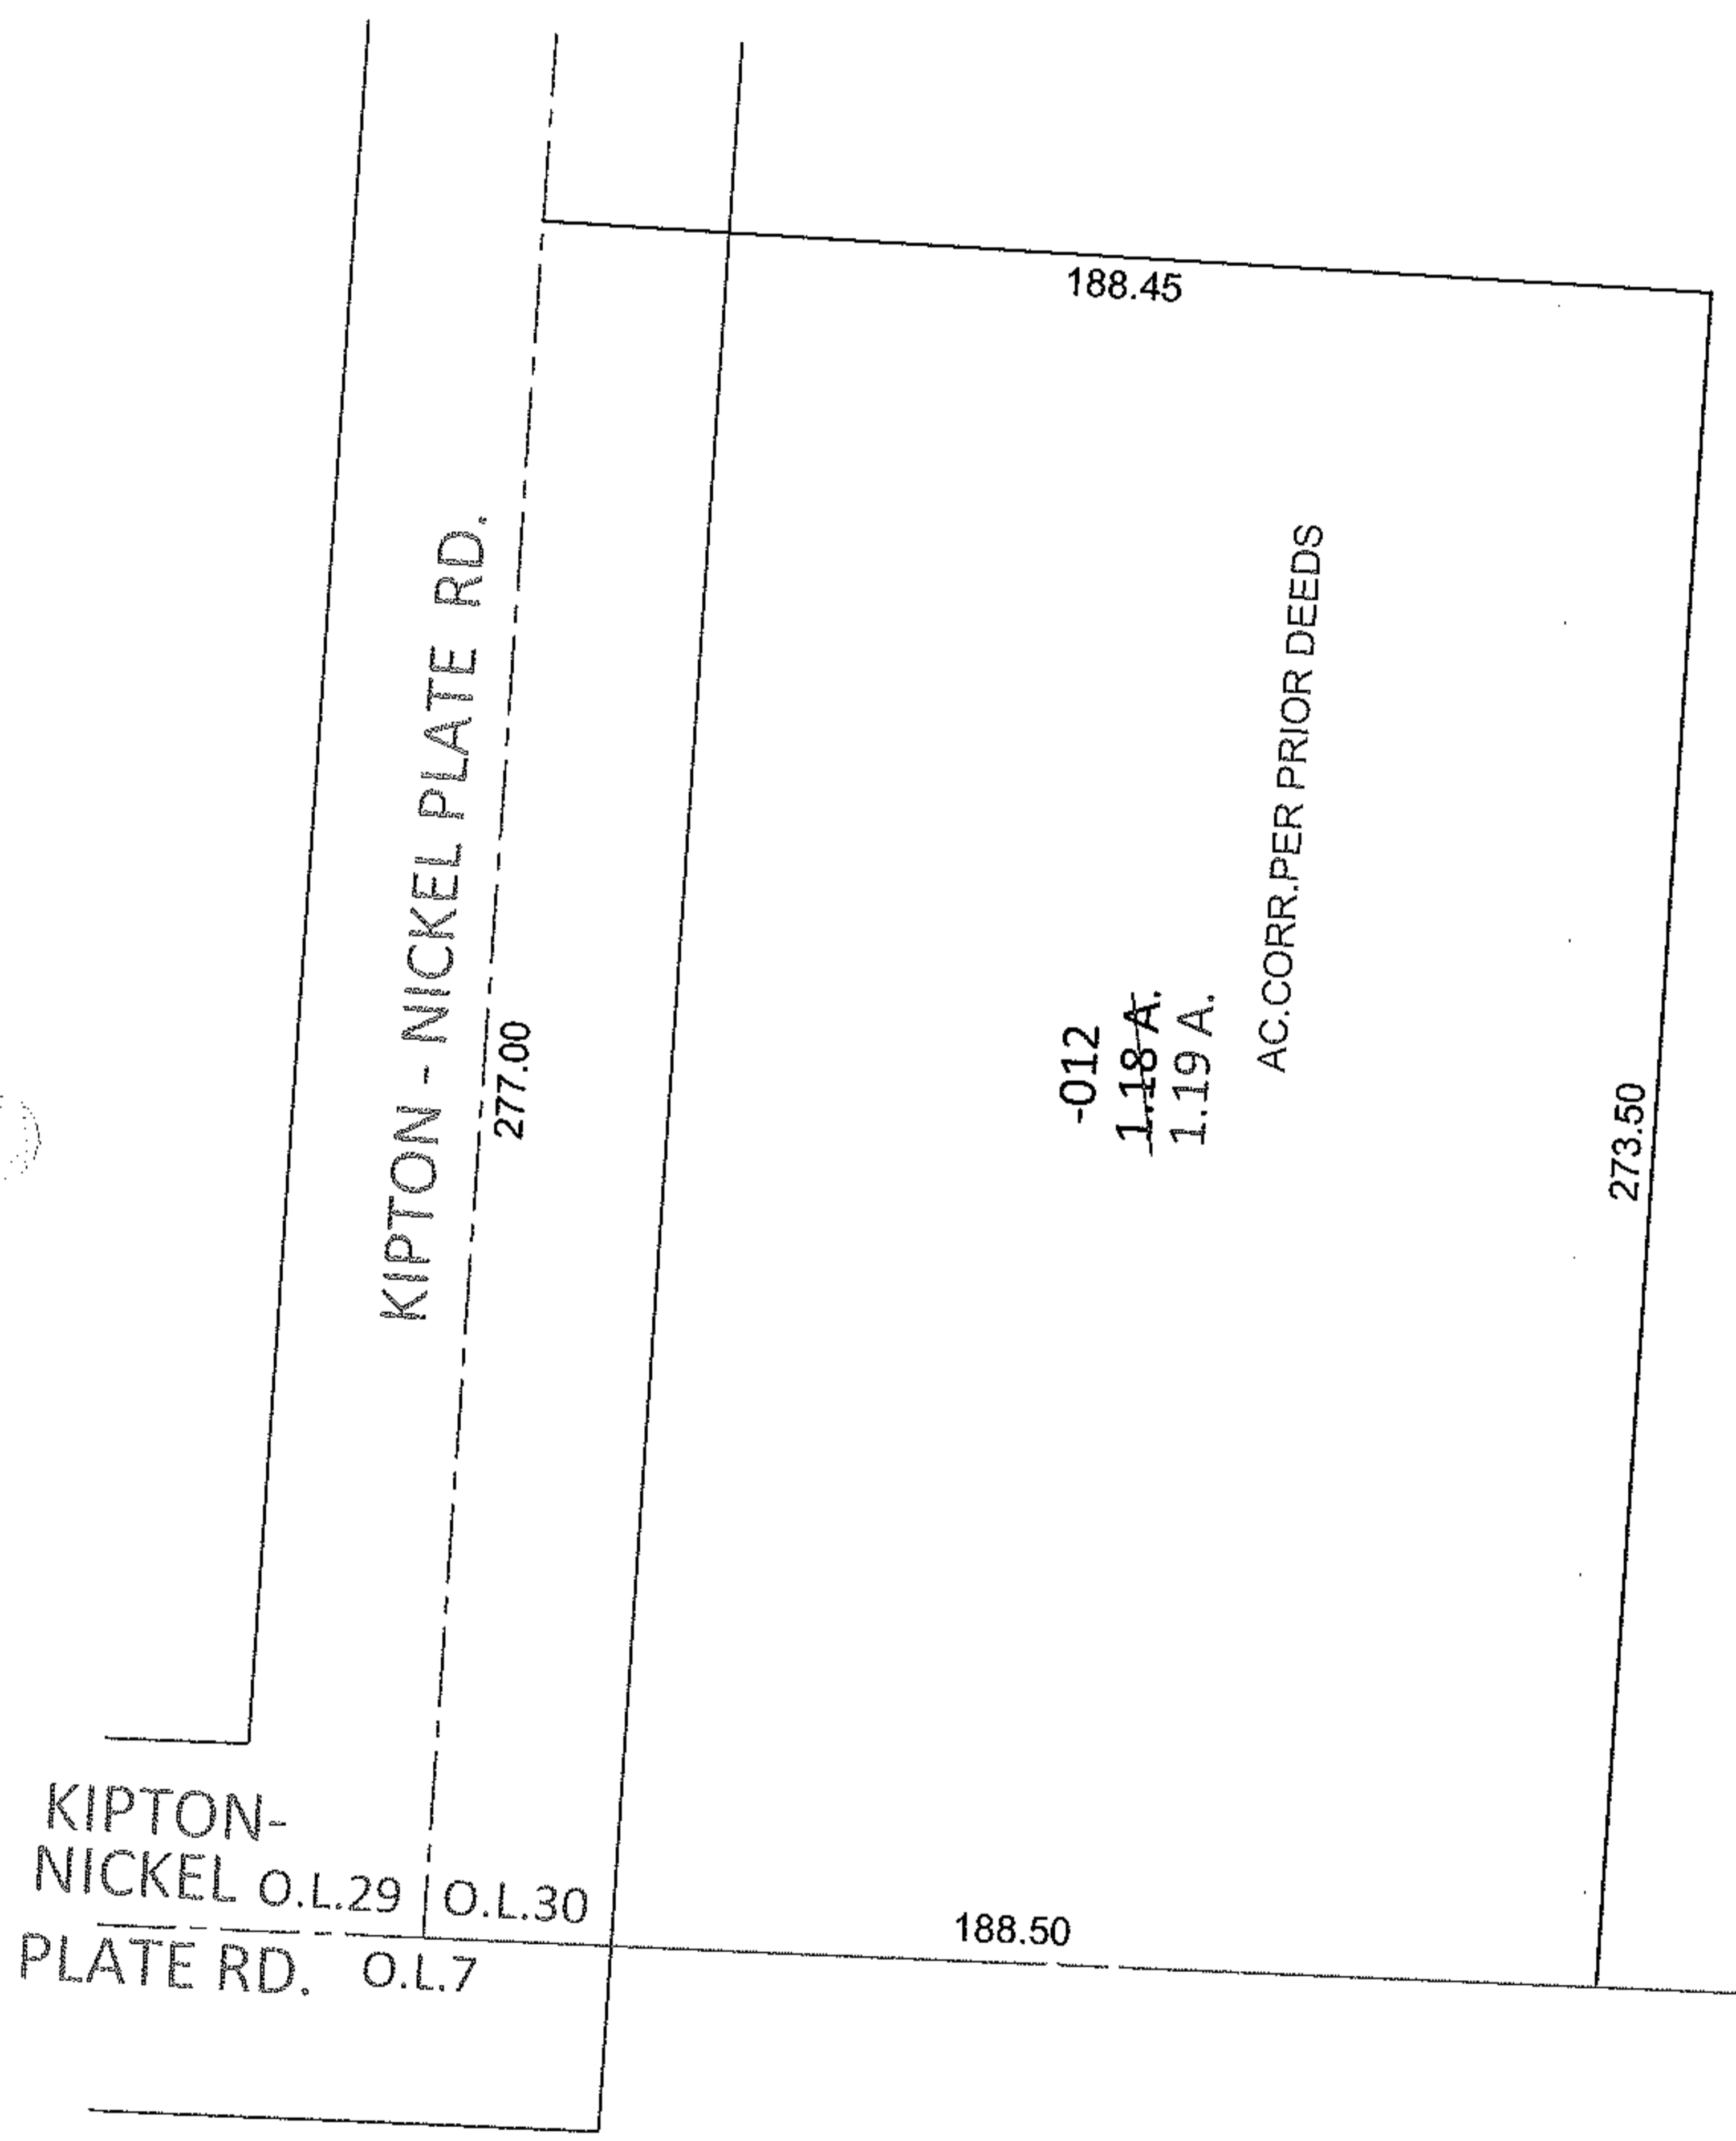 188.45
KIPTON - NICKEL PLATE RD.
277.00
-012
1.18 A.
1.19 A.
AC.CORR.PER PRIOR DEEDS
273.50
KIPTON-
NICKEL O.L.29 O.L.30
PLATE RD. O.L.7
188.50